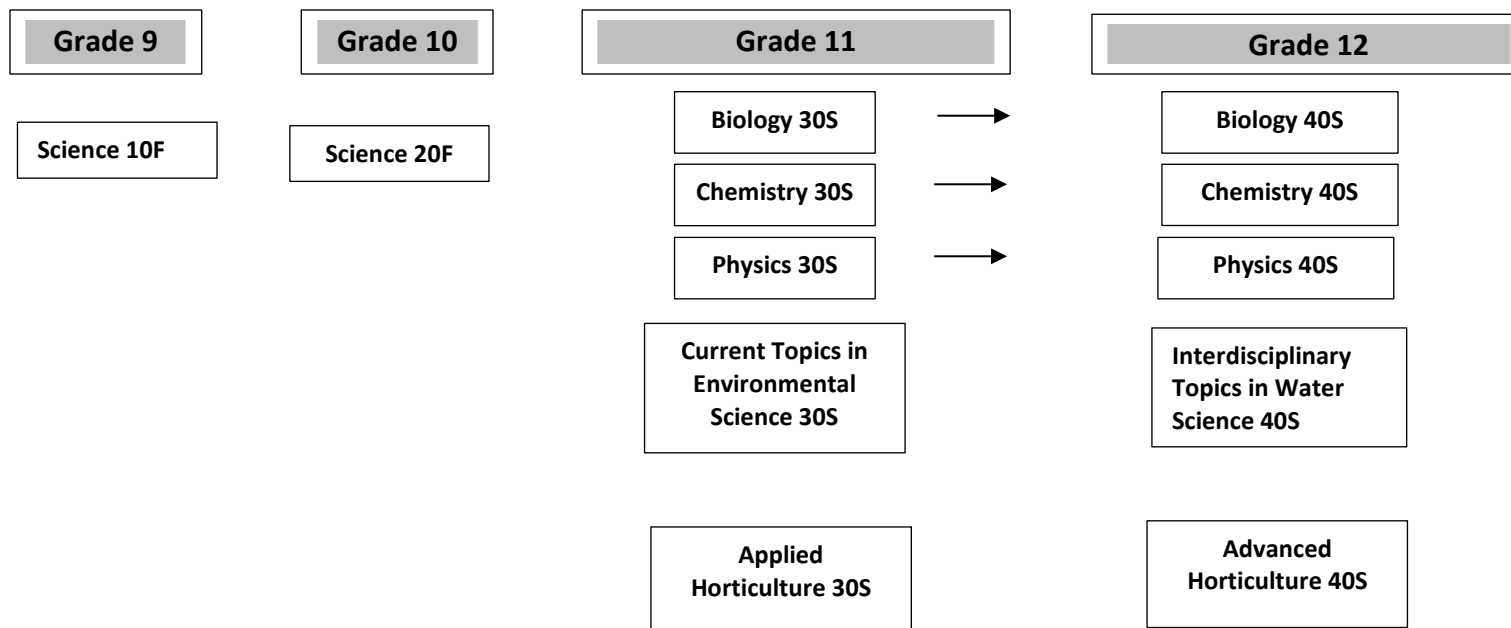 Grade 9
Grade 10
Grade 11
Grade 12
Science 10F
Science 20F
Biology 30S
Biology 40S
Chemistry 30S
Chemistry 40S
Physics 30S
Physics 40S
Current Topics in
Environmental
Science 30S
Interdisciplinary
Topics in Water
Science 40S
Applied
Horticulture 30S
Advanced
Horticulture 40S